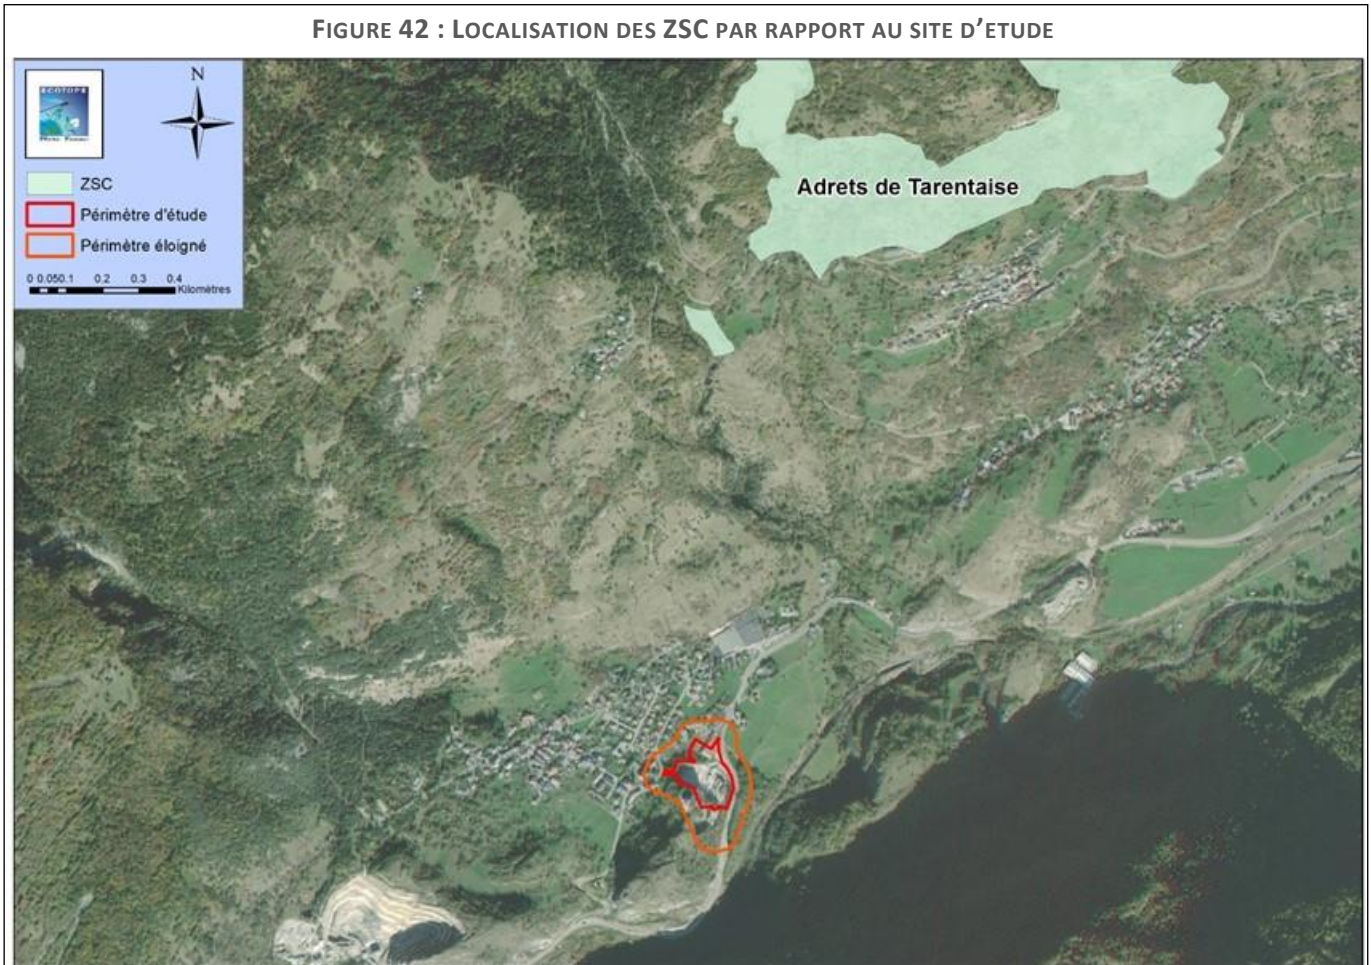 FIGURE 42 : LOCALISATION DES ZSC PAR RAPPORT AU SITE D'ETUDE
ECOTOPE
N
ZSC
Périmètre d'étude
Périmètre éloigné
0 0.050.1 0.2 0.3 0.4
Kilomètres
Adrets de Tarentaise